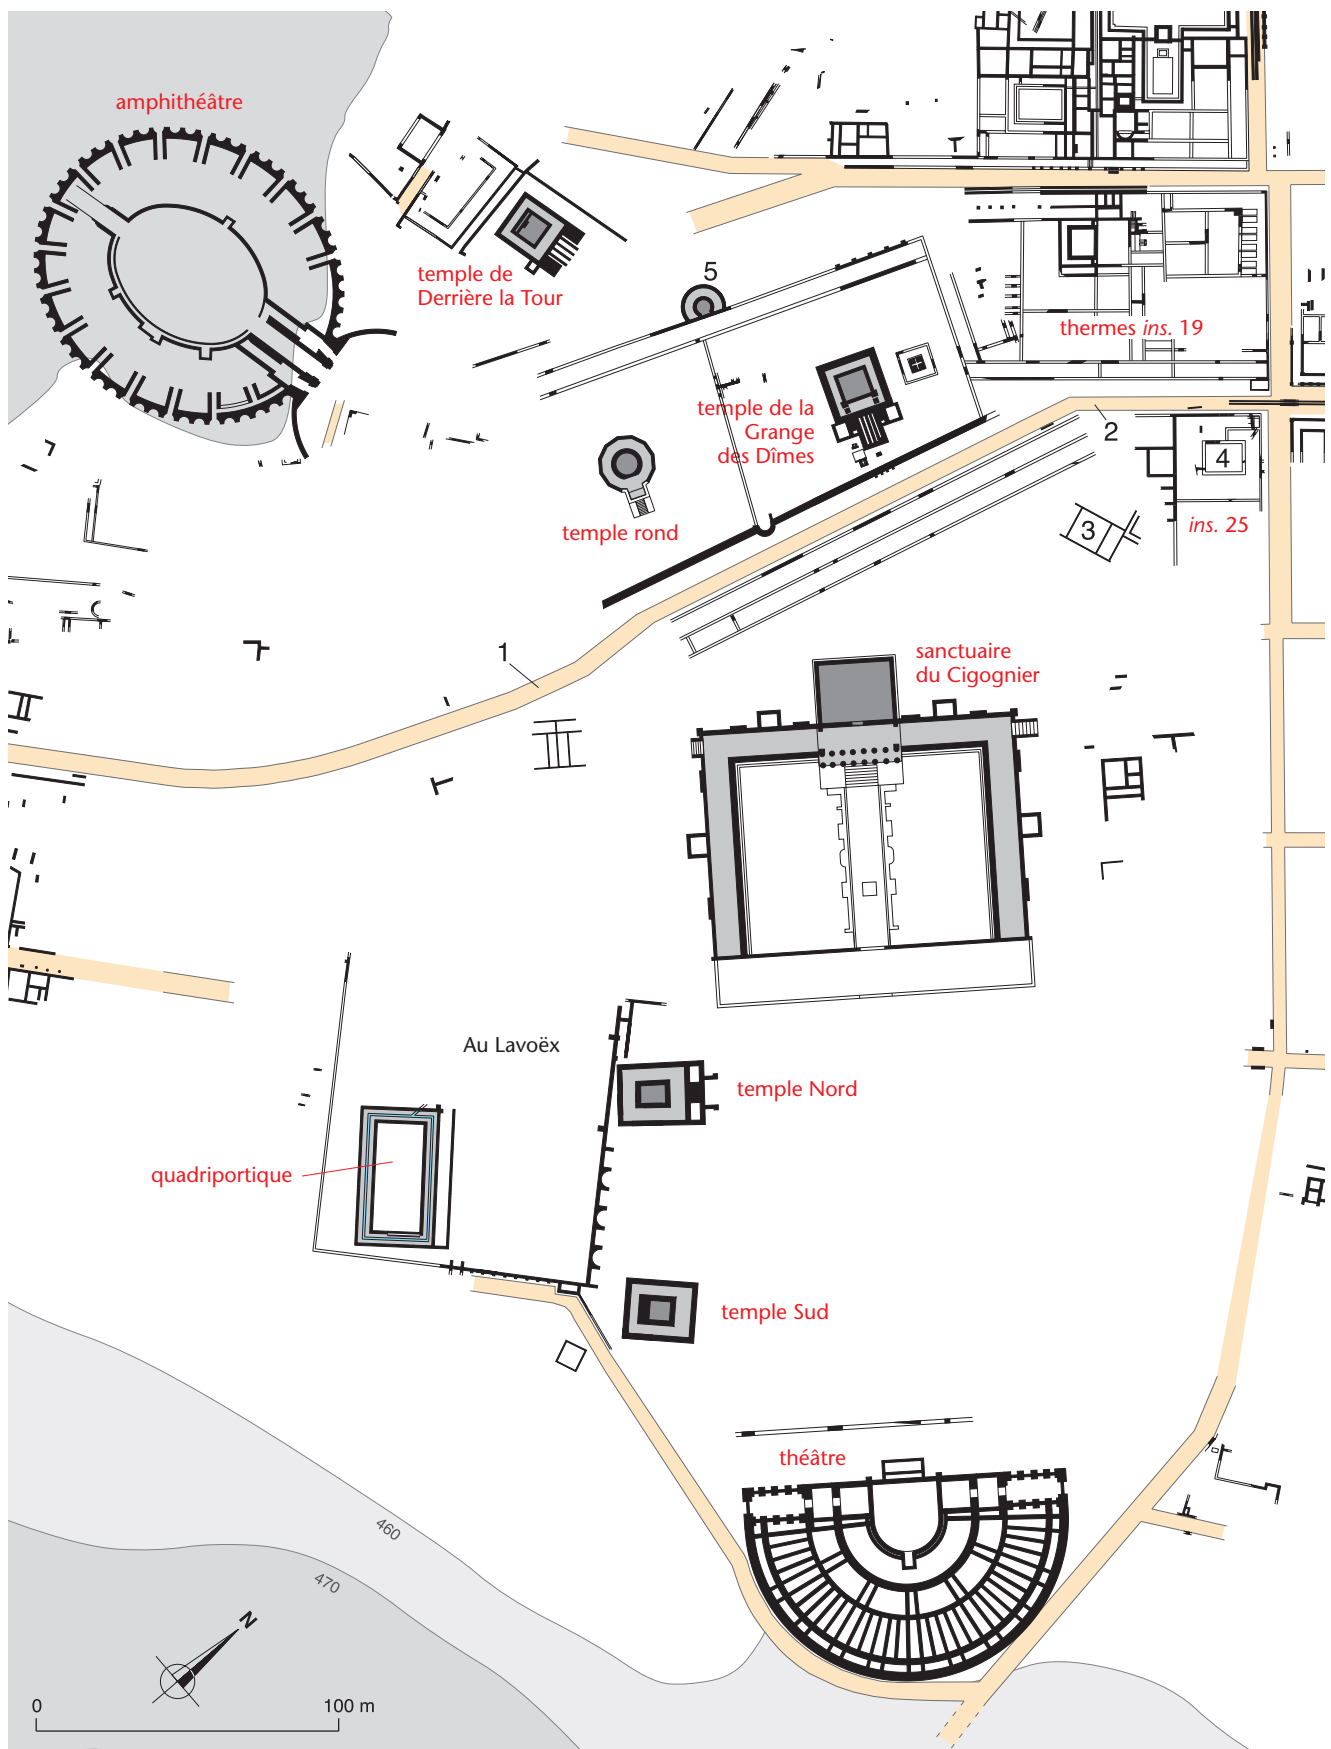 amphithéâtre
temple de
Derrière la Tour
5
thermes ins. 19
temple de la
Grange
des Dîmes
2
4
3
ins. 25
temple rond
1
sanctuaire
du Cigognier
Au Lavoëx
temple Nord
quadriportique
temple Sud
théâtre
460
470
N
0
100 m